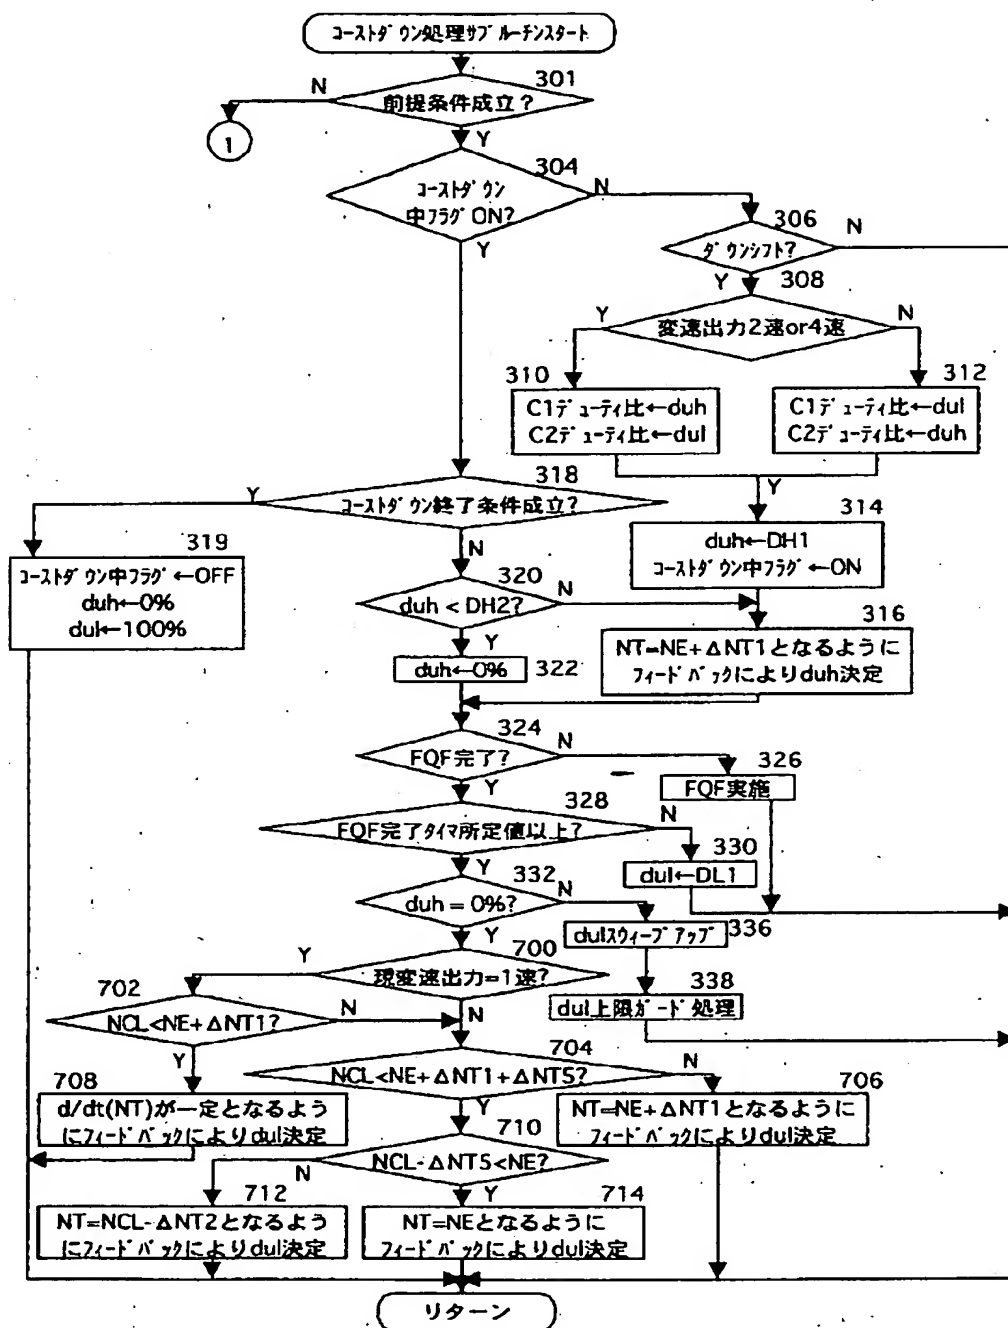 コーストダウン処理サブルーチンスタート
301
N
前提条件成立?
1
Y
304
コーストダウン
中フラグON?
N
Y
306
N
ダウンシフト?
Y
308
Y
変速出力2速or4速
N
310
C1デューティ比←duh
C2デューティ比←dul
312
C1デューティ比←dul
C2デューティ比←duh
Y
314
duh←DH1
コーストダウン中フラグ←ON
318
Y
コーストダウン終了条件成立?
N
319
コーストダウン中フラグ←OFF
duh←0%
dul←100%
320
duh < DH2?
N
Y
316
NT=NE+ΔNT1となるように
フィードバックによりduh決定
duh←0%
322
324
FQF完了?
N
Y
326
FQF実施
328
FQF完了タイマ所定値以上?
N
Y
330
dul←DL1
332
duh = 0%?
N
Y
dulスウィープアップ
336
338
dul上限ガード処理
700
Y
現変速出力=1速?
N
702
NCL<NE+ΔNT1?
N
Y
704
NCL<NE+ΔNT1+ΔNT5?
N
Y
706
NT=NE+ΔNT1となるように
フィードバックによりdul決定
708
d/dt(NT)が一定となるよう
にフィードバックによりdul決定
710
NCL-ΔNT5<NE?
N
Y
712
NT=NCL-ΔNT2となるよう
にフィードバックによりdul決定
714
NT=NEとなるように
フィードバックによりdul決定
リターン